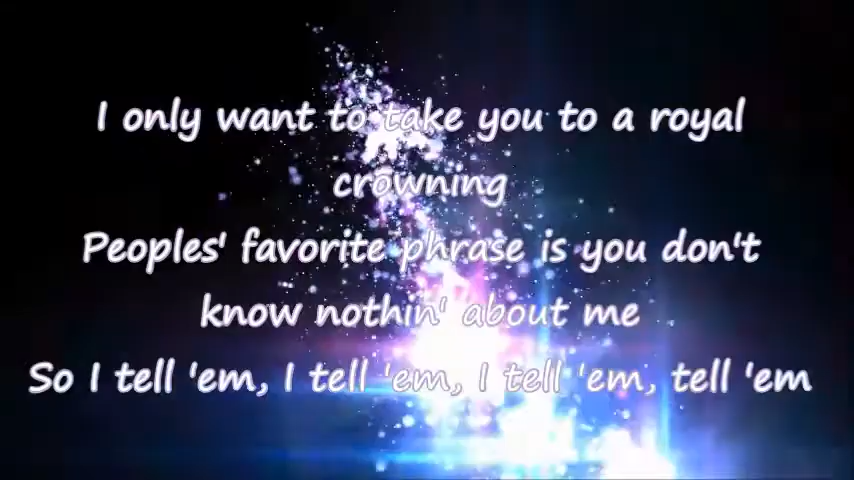 I only want to take you to a royal
crowning
Peoples' favorite phrase is you don't
know nothin' about me
So I tell 'em, I tell 'em, I tell 'em, tell 'em